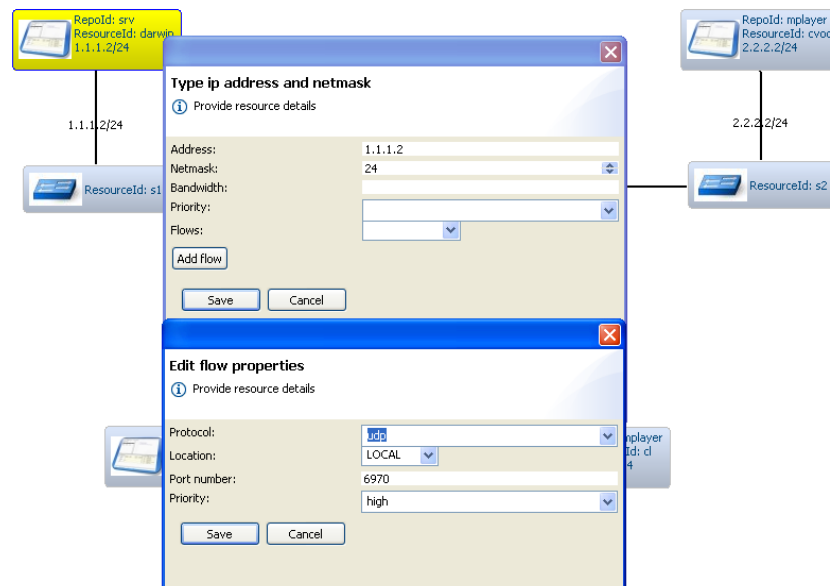 RepoId: srv
ResourceId: darwin
1.1.1.2/24
RepoId: mplayer
ResourceId: cvoc
2.2.2.2/24
1.1.1.2/24
2.2.2.2/24
ResourceId: s1
ResourceId: s2
Type ip address and netmask
Provide resource details
Address: 1.1.1.2
Netmask: 24
Bandwidth:
Priority:
Flows:
Add flow
Save Cancel
Edit flow properties
Provide resource details
Protocol: udp
Location: LOCAL
Port number: 6970
Priority: high
Save Cancel
mplayer
Id: cl
4